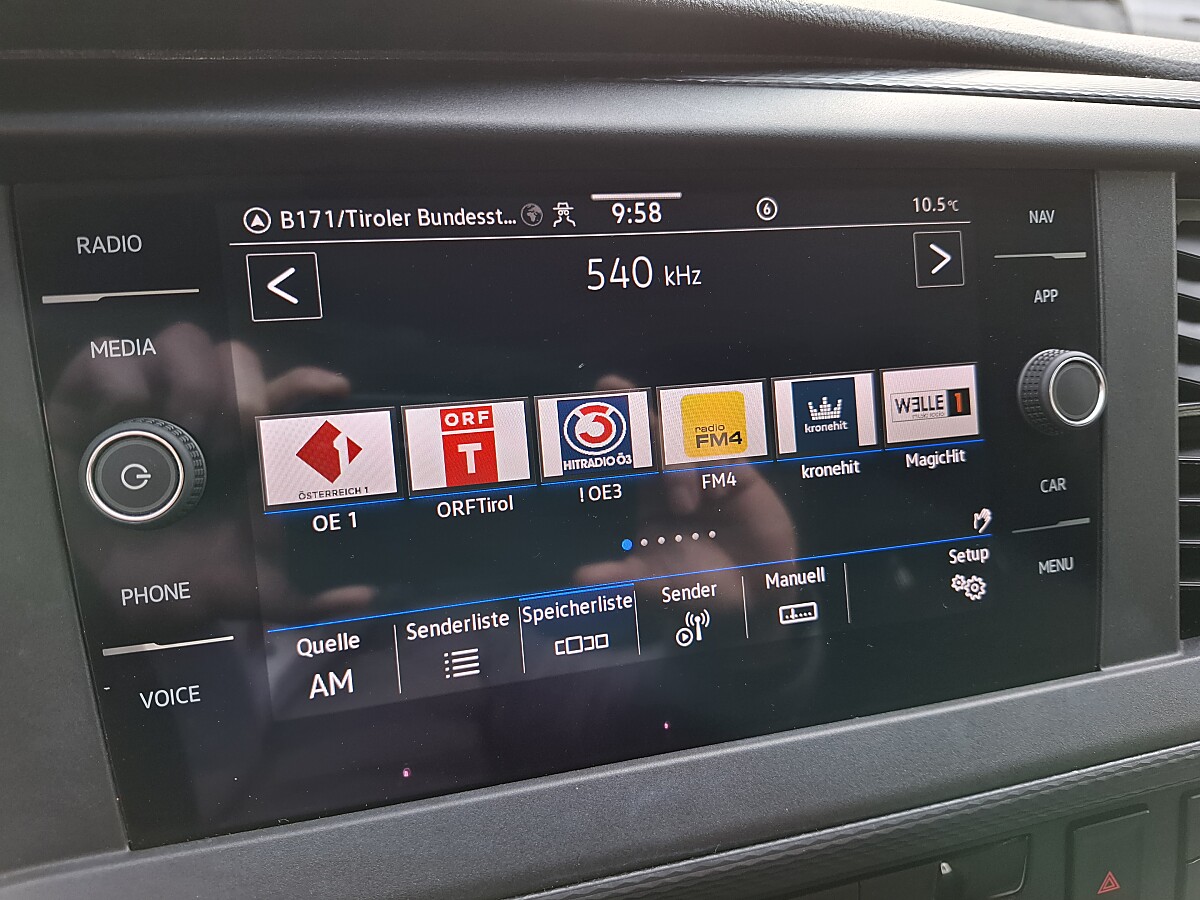 B171/Tiroler Bundesst...
9:58
6
10.5°C
RADIO
MEDIA
PHONE
VOICE
540 kHz
NAV
APP
CAR
MENU
ÖSTERREICH 1
ORF
T
3
HITRADIO Ö3
radio
FM4
kronehit
WELLE 1
OE 1
ORFTirol
!OE3
FM4
kronehit
MagicHit
Quelle
AM
Senderliste
Speicherliste
Sender
Manuell
Setup